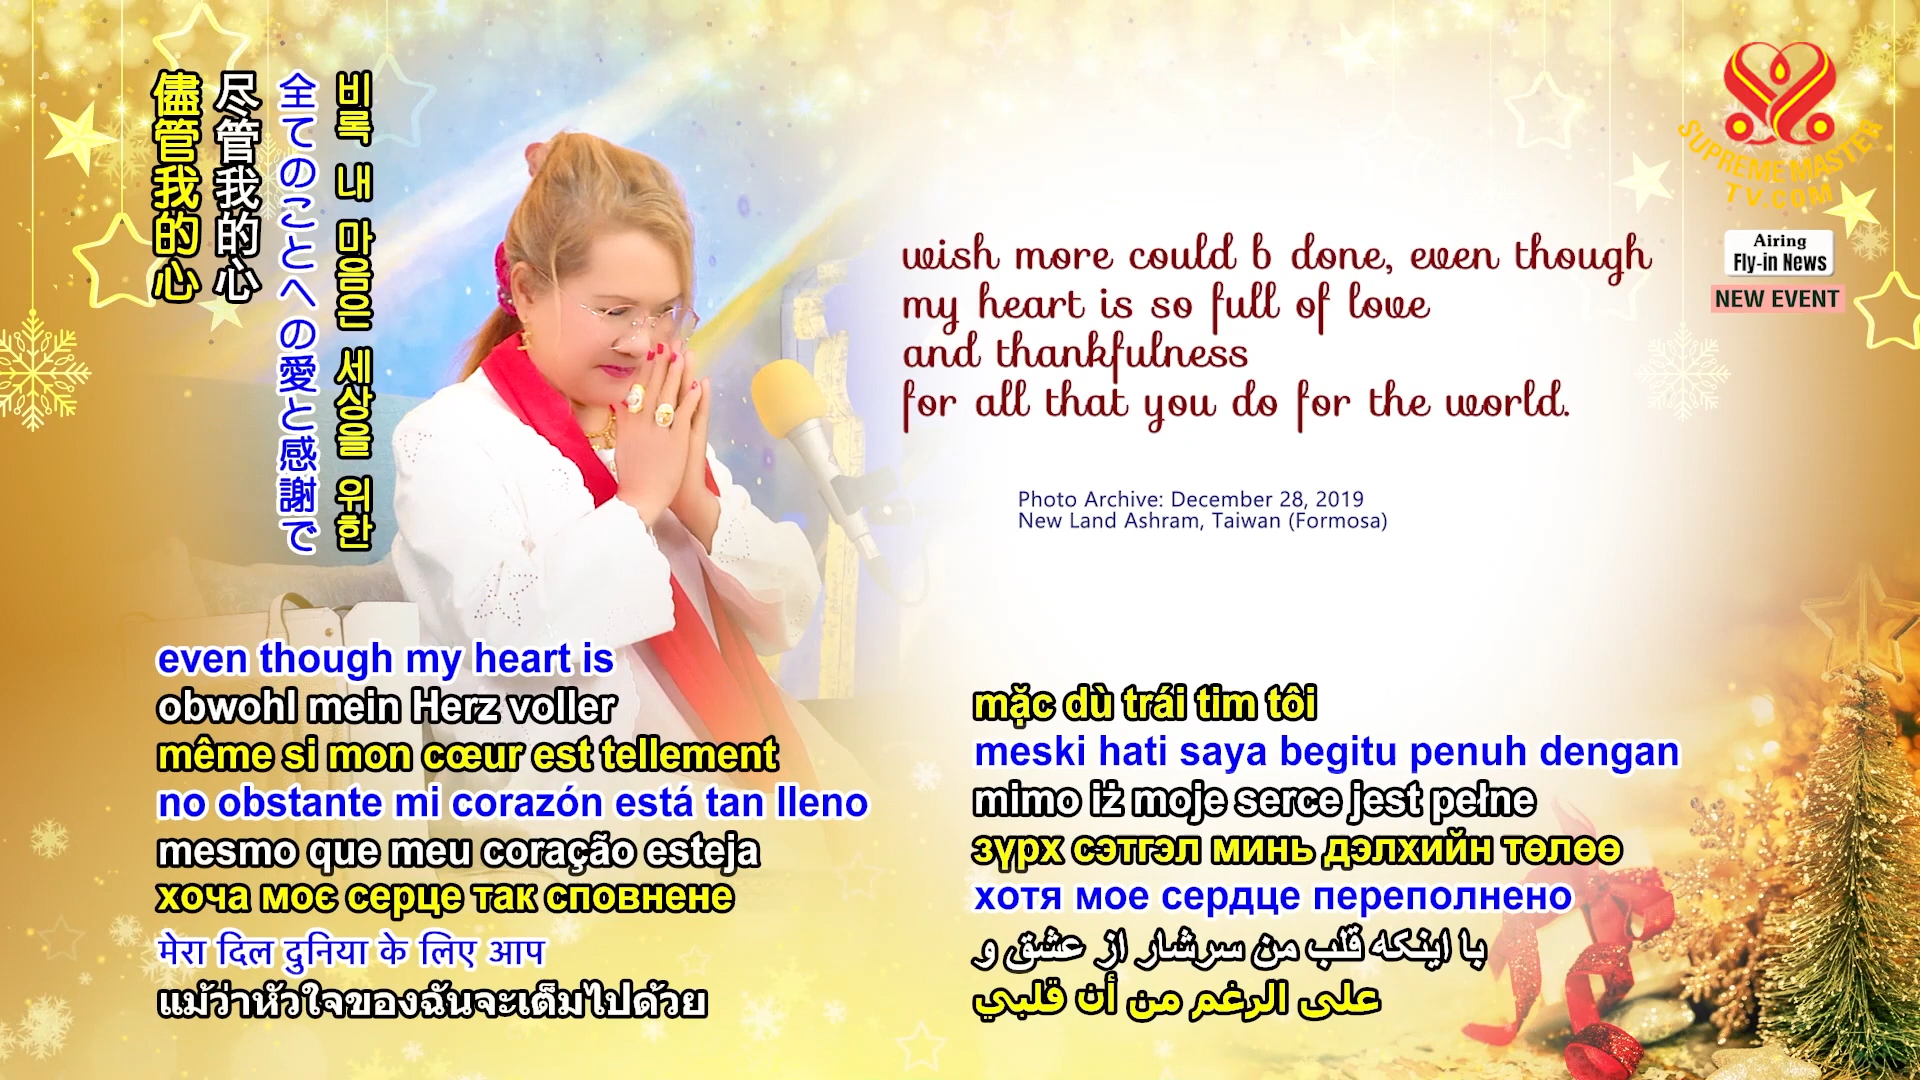 儘管我的心
尽管我的心
全てのことへの愛と感謝で
비록 내 마음은 세상을 위한
SUPREME MASTER
TV.COM
Airing
Fly-in News
NEW EVENT
wish more could b done, even though
my heart is so full of love
and thankfulness
for all that you do for the world.
Photo Archive: December 28, 2019
New Land Ashram, Taiwan (Formosa)
even though my heart is
obwohl mein Herz voller
même si mon cœur est tellement
no obstante mi corazón está tan lleno
mesmo que meu coração esteja
хоча моє серце так сповнене
मेरा दिल दुनिया के लिए आप
แม้ว่าหัวใจของฉันจะเต็มไปด้วย
mặc dù trái tim tôi
meski hati saya begitu penuh dengan
mimo iż moje serce jest pełne
зүрх сэтгэл минь дэлхийн төлөө
хотя мое сердце переполнено
با اینکه قلب من سرشار از عشق و
على الرغم من أن قلبي